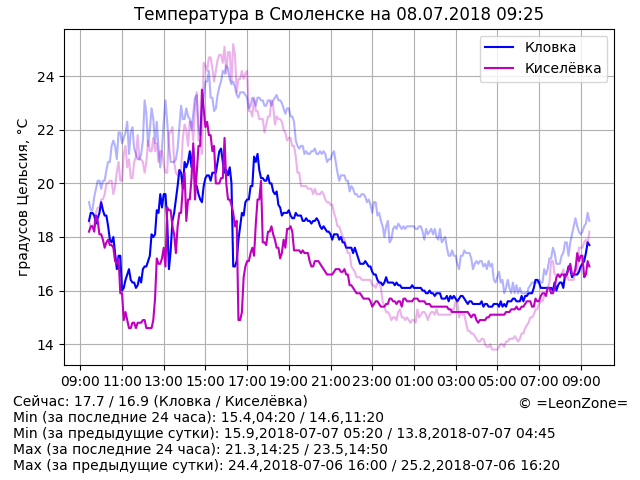 Температура в Смоленске на 08.07.2018 09:25
Кловка
Киселёвка
градусов Цельсия, °C
24
22
20
18
16
14
09:00 11:00 13:00 15:00 17:00 19:00 21:00 23:00 01:00 03:00 05:00 07:00 09:00
Сейчас: 17.7 / 16.9 (Кловка / Киселёвка)
© =LeonZone=
Min (за последние 24 часа): 15.4,04:20 / 14.6,11:20
Min (за предыдущие сутки): 15.9,2018-07-07 05:20 / 13.8,2018-07-07 04:45
Max (за последние 24 часа): 21.3,14:25 / 23.5,14:50
Max (за предыдущие сутки): 24.4,2018-07-06 16:00 / 25.2,2018-07-06 16:20